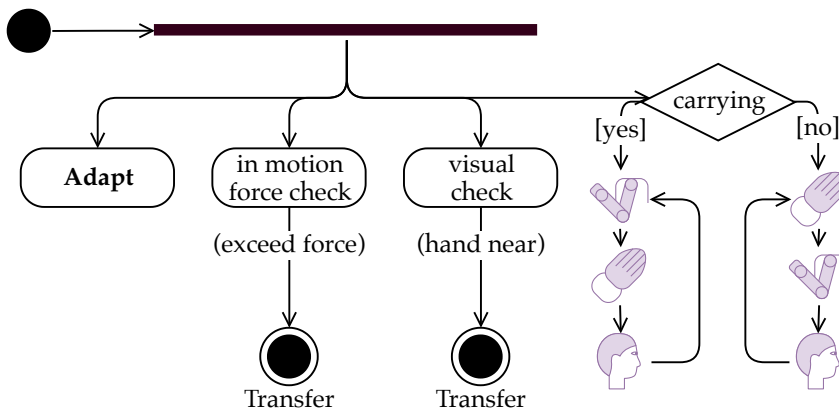 carrying
[yes]
[no]
Adapt
in motion
force check
visual
check
(exceed force)
(hand near)
Transfer
Transfer